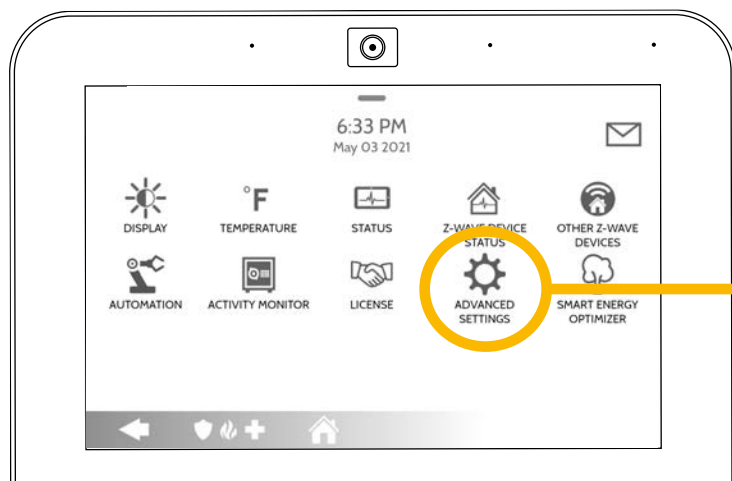 6:33 PM
May 03 2021
°F
DISPLAY
TEMPERATURE
STATUS
Z-WAVE DEVICE
STATUS
OTHER Z-WAVE
DEVICES
AUTOMATION
ACTIVITY MONITOR
LICENSE
ADVANCED
SETTINGS
SMART ENERGY
OPTIMIZER